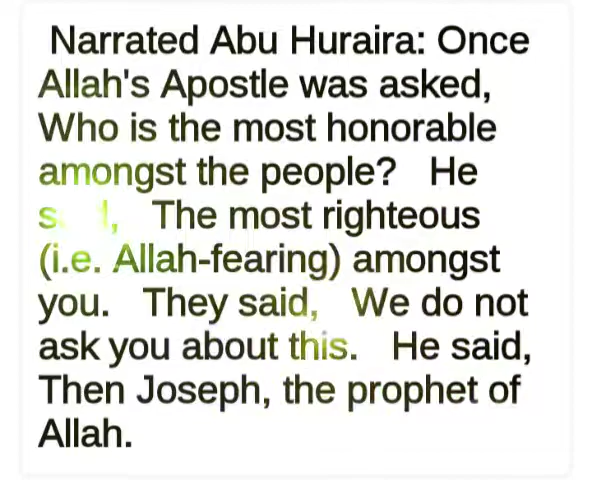 Narrated Abu Huraira: Once
Allah's Apostle was asked,
Who is the most honorable
amongst the people? He
The most righteous
(i.e. Allah-fearing) amongst
you. They said, We do not
ask you about this. He said,
Then Joseph, the prophet of
Allah.